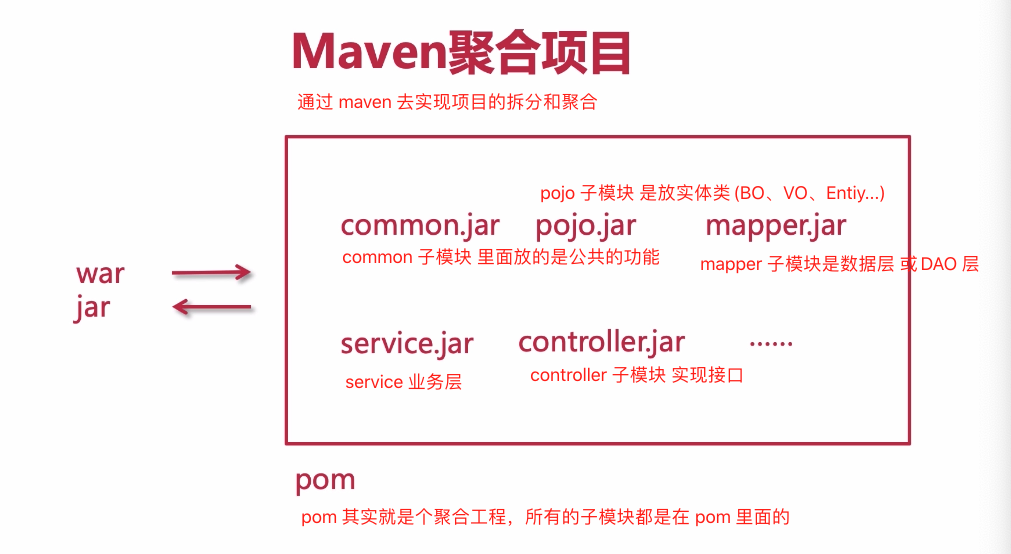 Maven聚合项目
通过 maven 去实现项目的拆分和聚合
pojo 子模块 是放实体类 (BO、VO、Entiy...)
common.jar pojo.jar mapper.jar
common 子模块 里面放的是公共的功能
mapper 子模块是数据层 或DAO 层
war
jar
service.jar controller.jar ······
service 业务层
controller 子模块 实现接口
pom
pom 其实就是个聚合工程，所有的子模块都是在 pom 里面的